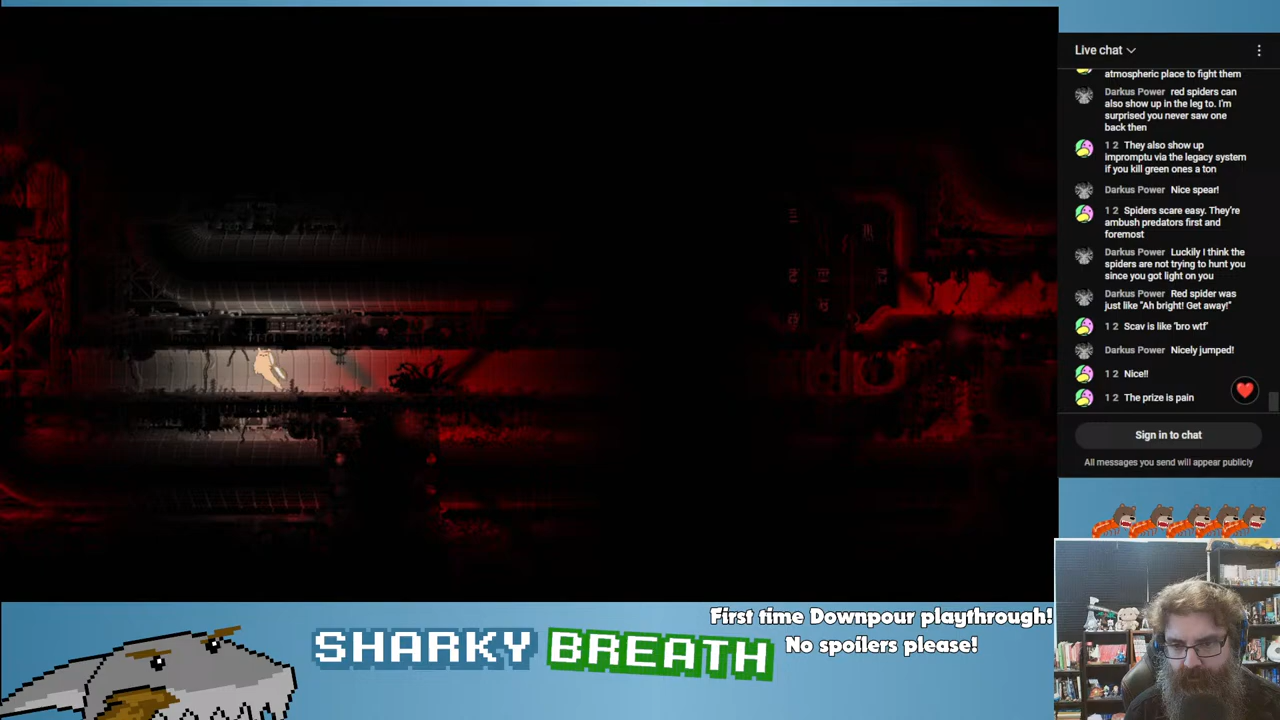 Live chat
atmospheric place to fight them
Darkus Power red spiders can
also show up in the leg to. I'm
surprised you never saw one
back then
1 2 They also show up
impromptu via the legacy system
if you kill green ones a ton
Darkus Power Nice spear!
1 2 Spiders scare easy. They're
ambush predators first and
foremost
Darkus Power Luckily I think the
spiders are not trying to hunt you
since you got light on you
Darkus Power Red spider was
just like "Ah bright! Get away!"
1 2 Scav is like 'bro wtf'
Darkus Power Nicely jumped!
1 2 Nice!!
1 2 The prize is pain
Sign in to chat
All messages you send will appear publicly
First time Downpour playthrough!
No spoilers please!
SHARKY BREATH